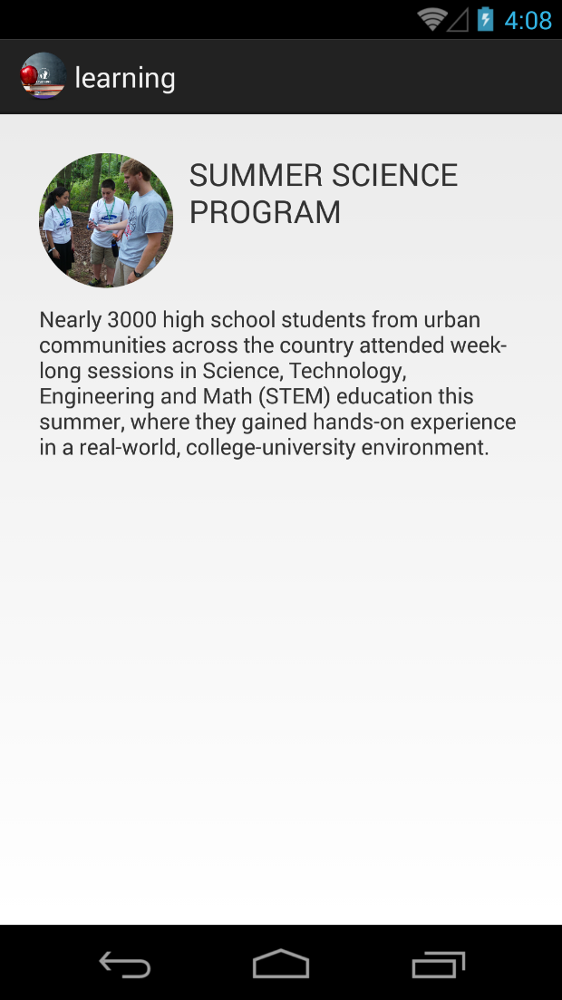 4:08
learning
SUMMER SCIENCE
PROGRAM
Nearly 3000 high school students from urban
communities across the country attended week-
long sessions in Science, Technology,
Engineering and Math (STEM) education this
summer, where they gained hands-on experience
in a real-world, college-university environment.